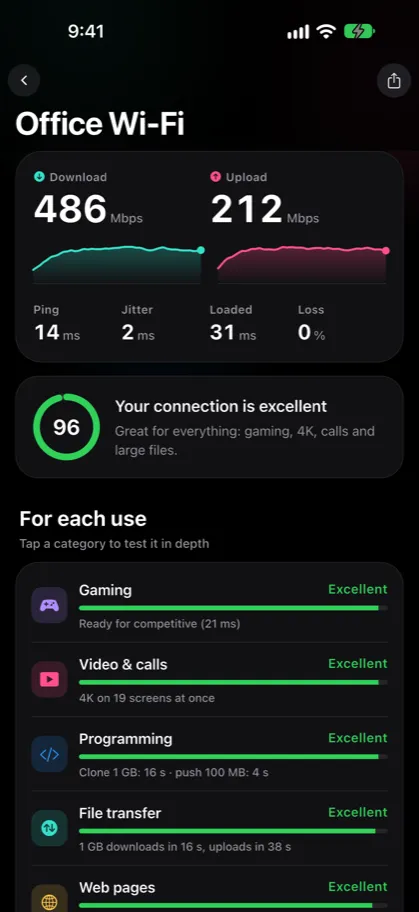 9:41
Office Wi-Fi
Download
Upload
486 Mbps
212 Mbps
Ping
Jitter
Loaded
Loss
14 ms
2 ms
31 ms
0 %
96
Your connection is excellent
Great for everything: gaming, 4K, calls and
large files.
For each use
Tap a category to test it in depth
Gaming
Excellent
Ready for competitive (21 ms)
Video & calls
Excellent
4K on 19 screens at once
Programming
Excellent
Clone 1 GB: 16 s · push 100 MB: 4 s
File transfer
Excellent
1 GB downloads in 16 s, uploads in 38 s
Web pages
Excellent